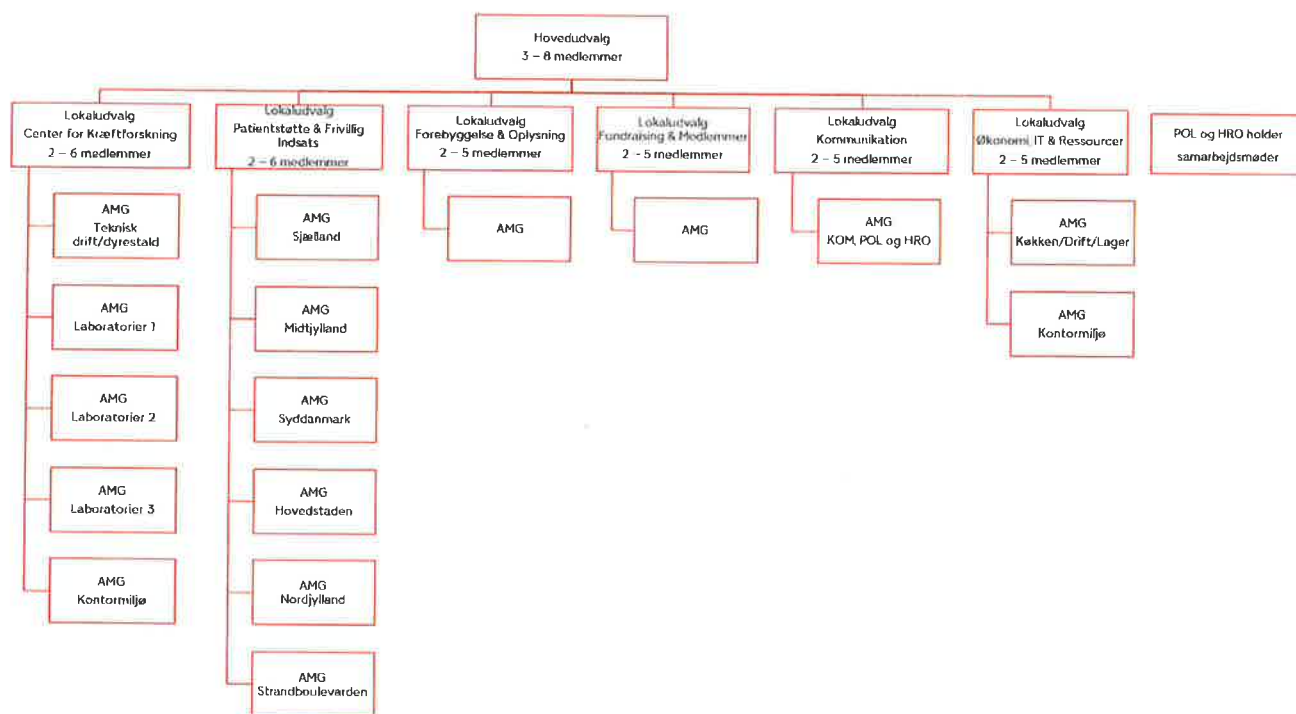 Hovedudvalg
3 – 8 medlemmer
Lokaludvalg
Center for Kræftforskning
2 – 6 medlemmer
Lokaludvalg
Patientstøtte & Frivillig
Indsats
2 – 6 medlemmer
Lokaludvalg
Forebyggelse & Oplysning
2 – 5 medlemmer
Lokaludvalg
Fundraising & Medlemmer
2 – 5 medlemmer
Lokaludvalg
Kommunikation
2 – 5 medlemmer
Lokaludvalg
Økonomi, IT & Ressourcer
2 – 5 medlemmer
POL og HRO holder
samarbejdsmøder
AMG
Teknisk
drift/dyrestald
AMG
Laboratorier 1
AMG
Laboratorier 2
AMG
Laboratorier 3
AMG
Kontormiljø
AMG
Sjælland
AMG
Midtjylland
AMG
Syddanmark
AMG
Hovedstaden
AMG
Nordjylland
AMG
Strandboulevarden
AMG
AMG
AMG
KOM, POL og HRO
AMG
Køkken/Drift/Lager
AMG
Kontormiljø